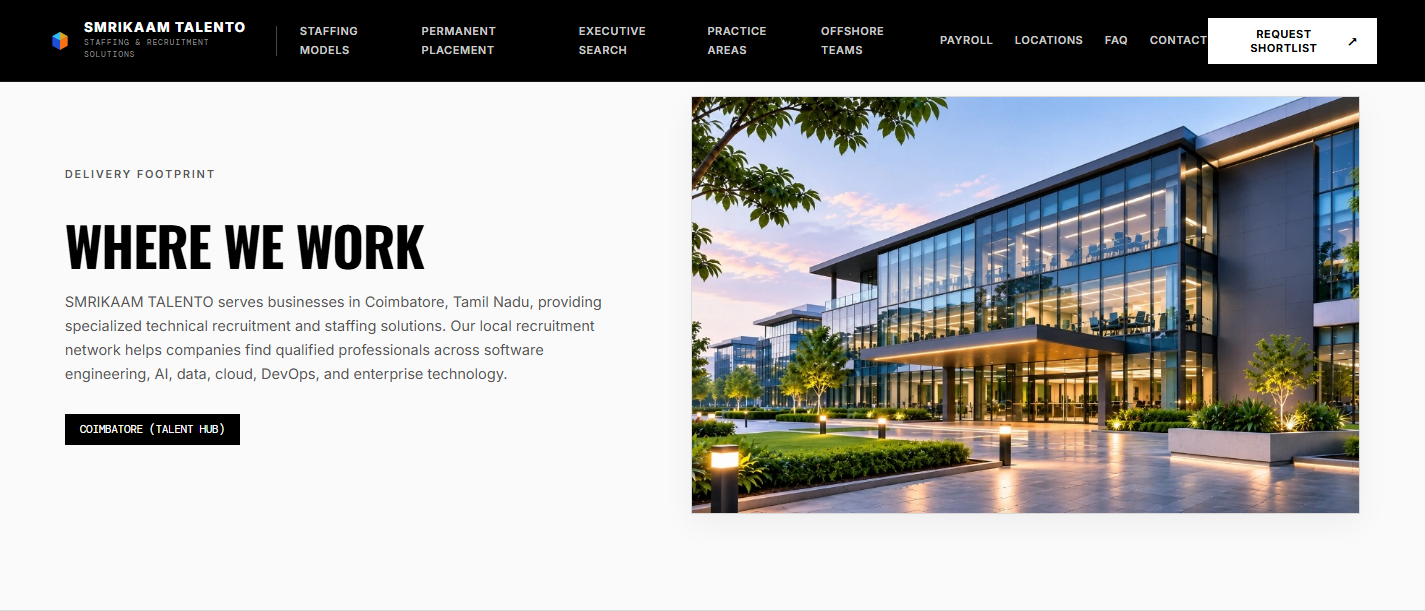 SMRIKAAM TALENTO
STAFFING & RECRUITMENT
SOLUTIONS
STAFFING
MODELS
PERMANENT
PLACEMENT
EXECUTIVE
SEARCH
PRACTICE
AREAS
OFFSHORE
TEAMS
PAYROLL
LOCATIONS
FAQ
CONTACT
REQUEST
SHORTLIST ↗
DELIVERY FOOTPRINT
WHERE WE WORK
SMRIKAAM TALENTO serves businesses in Coimbatore, Tamil Nadu, providing
specialized technical recruitment and staffing solutions. Our local recruitment
network helps companies find qualified professionals across software
engineering, AI, data, cloud, DevOps, and enterprise technology.
COIMBATORE (TALENT HUB)